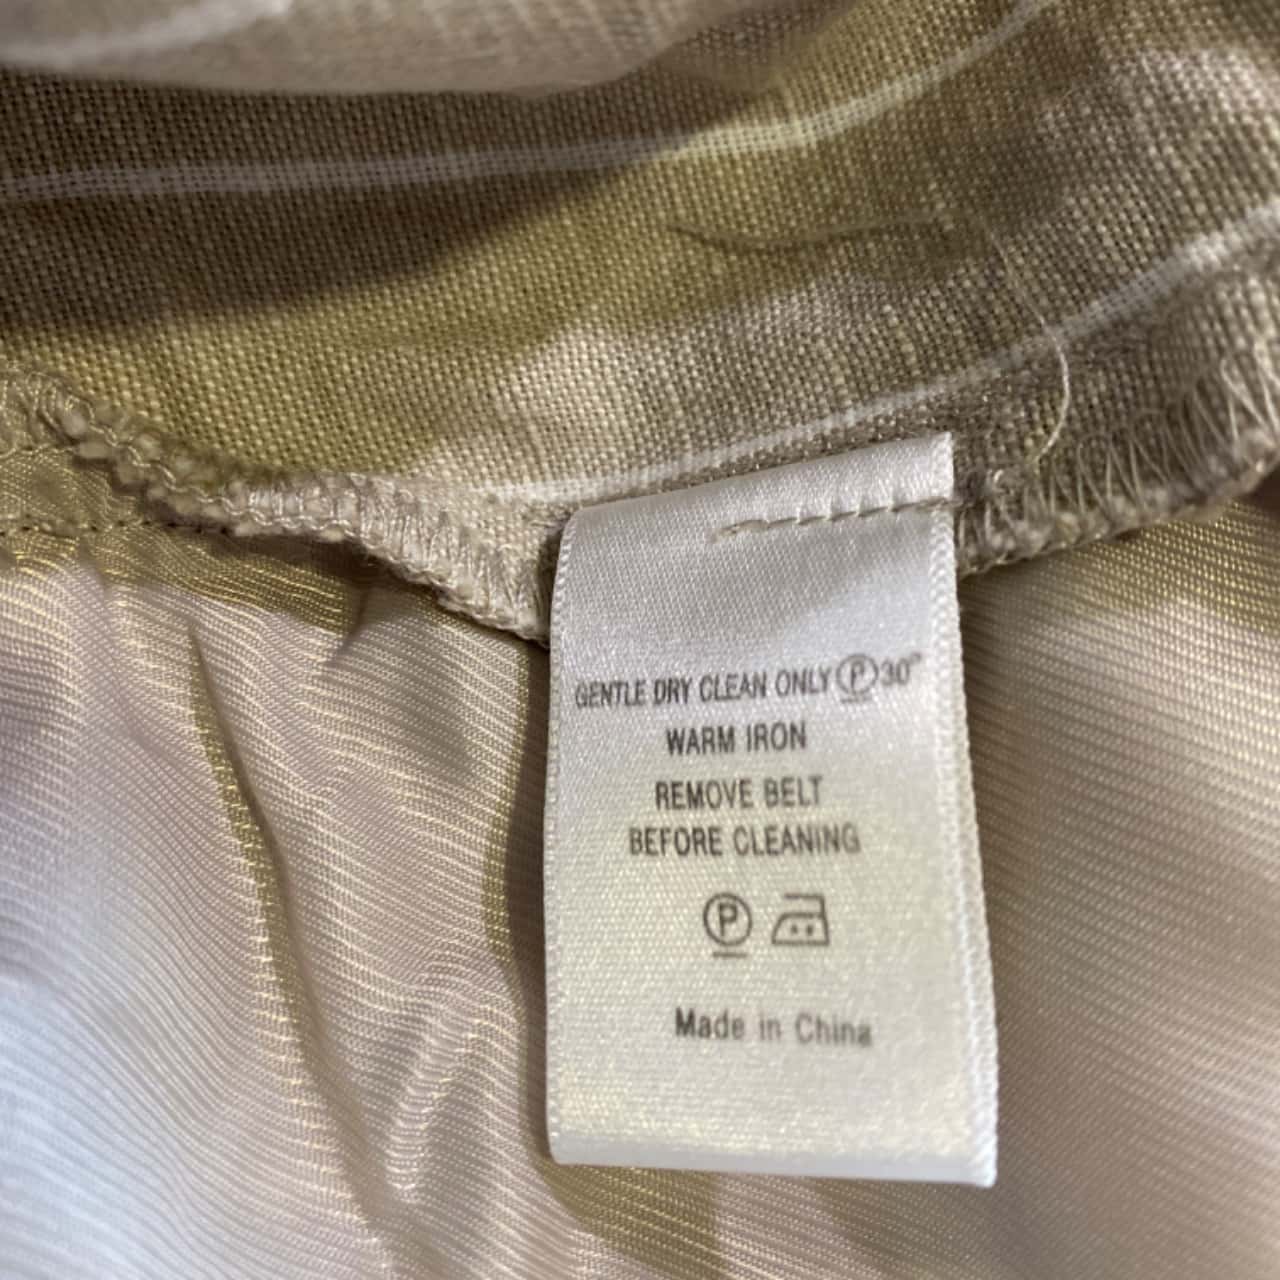 GENTLE DRY CLEAN ONLY Ⓟ 30°
WARM IRON
REMOVE BELT
BEFORE CLEANING
P
Made in China